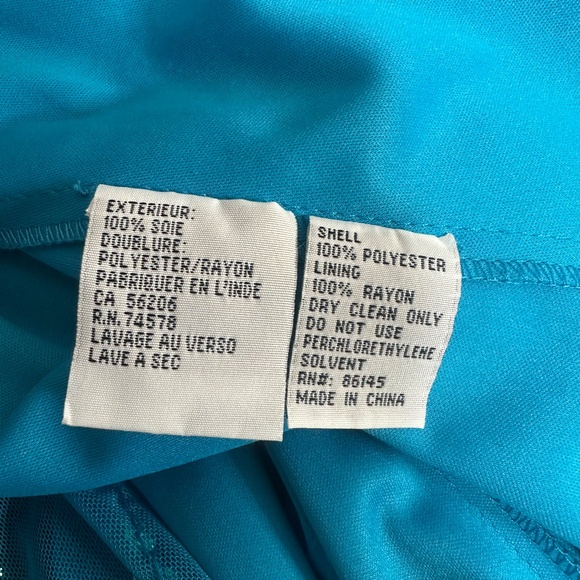 EXTERIEUR:
100% SOIE
DOUBLURE:
POLYESTER/RAYON
FABRIQUER EN L'INDE
CA 56206
R.N.74578
LAVAGE AU VERSO
LAVE A SEC
SHELL
100% POLYESTER
LINING
100% RAYON
DRY CLEAN ONLY
DO NOT USE
PERCHLORETHYLENE
SOLVENT
RN#: 86145
MADE IN CHINA